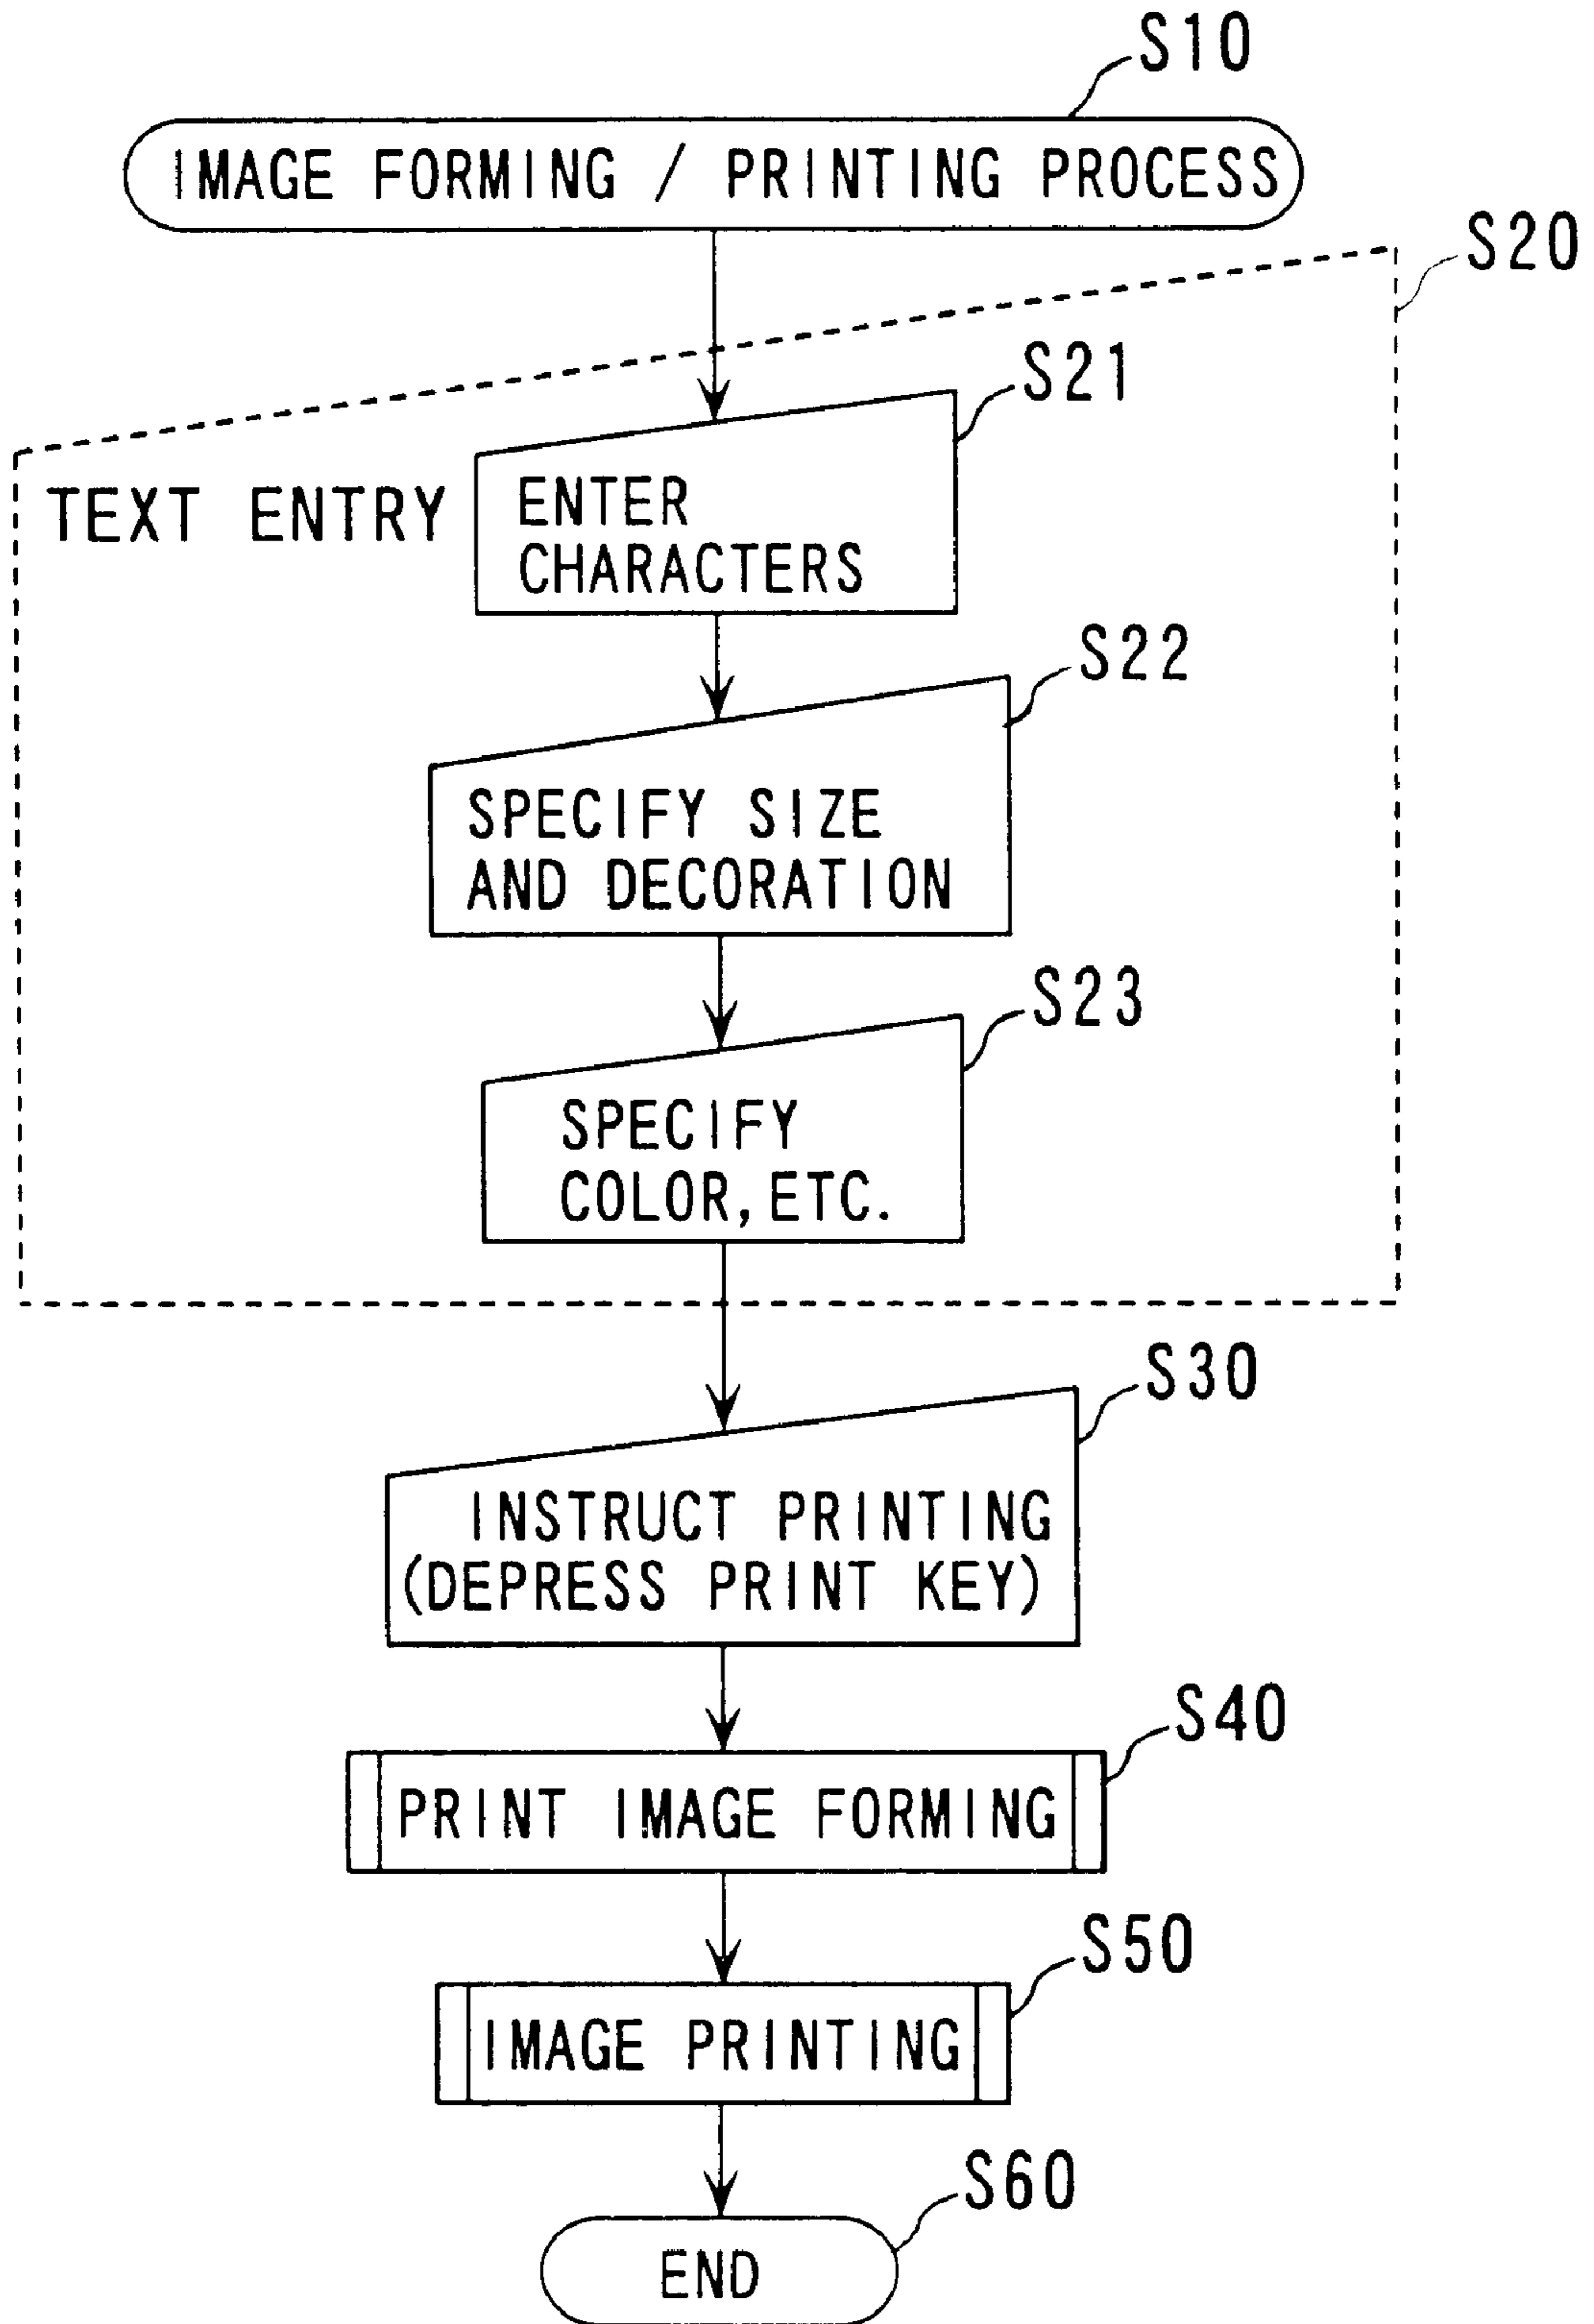 S10
IMAGE FORMING / PRINTING PROCESS
S20
S21
TEXT ENTRY
ENTER
CHARACTERS
S22
SPECIFY SIZE
AND DECORATION
S23
SPECIFY
COLOR, ETC.
S30
INSTRUCT PRINTING
(DEPRESS PRINT KEY)
S40
PRINT IMAGE FORMING
S50
IMAGE PRINTING
S60
END